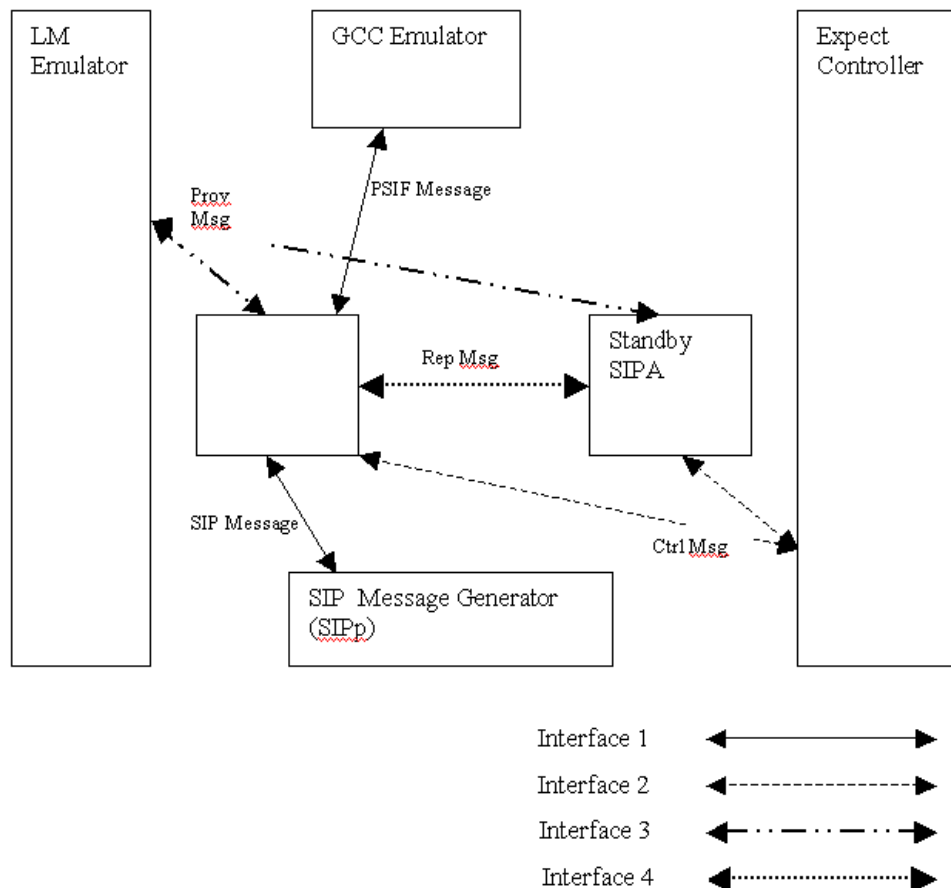 LM
Emulator
GCC Emulator
Expect
Controller
PSIF Message
Prov
Msg
Standby
SIPA
Rep Msg
SIP Message
Ctrl Msg
SIP Message Generator
(SIPp)
Interface 1
Interface 2
Interface 3
Interface 4